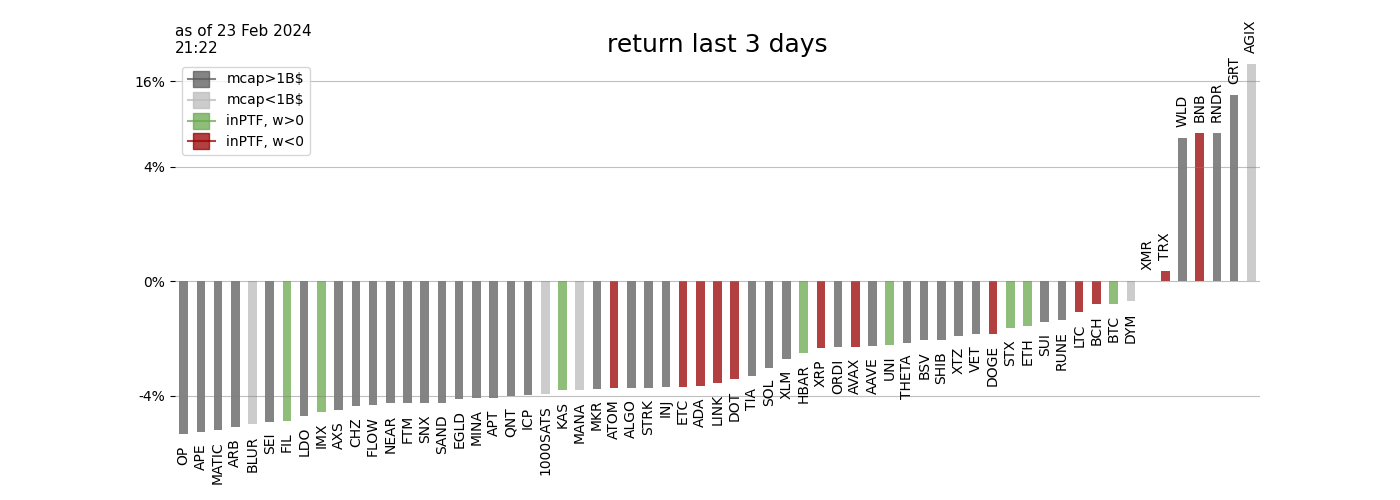 as of 23 Feb 2024
21:22
return last 3 days
mcap>1B$
mcap<1B$
inPTF, w>0
inPTF, w<0
16%
4%
0%
-4%
OP
APE
MATIC
ARB
BLUR
SEI
FIL
LDO
IMX
AXS
CHZ
FLOW
NEAR
FTM
SNX
SAND
EGLD
MINA
APT
QNT
ICP
1000SATS
KAS
MANA
MKR
ATOM
ALGO
STRK
INJ
ETC
ADA
LINK
DOT
TIA
SOL
XLM
HBAR
XRP
ORDI
AVAX
AAVE
UNI
THETA
BSV
SHIB
XTZ
VET
DOGE
STX
ETH
SUI
RUNE
LTC
BCH
BTC
DYM
XMR
TRX
WLD
BNB
RNDR
GRT
AGIX